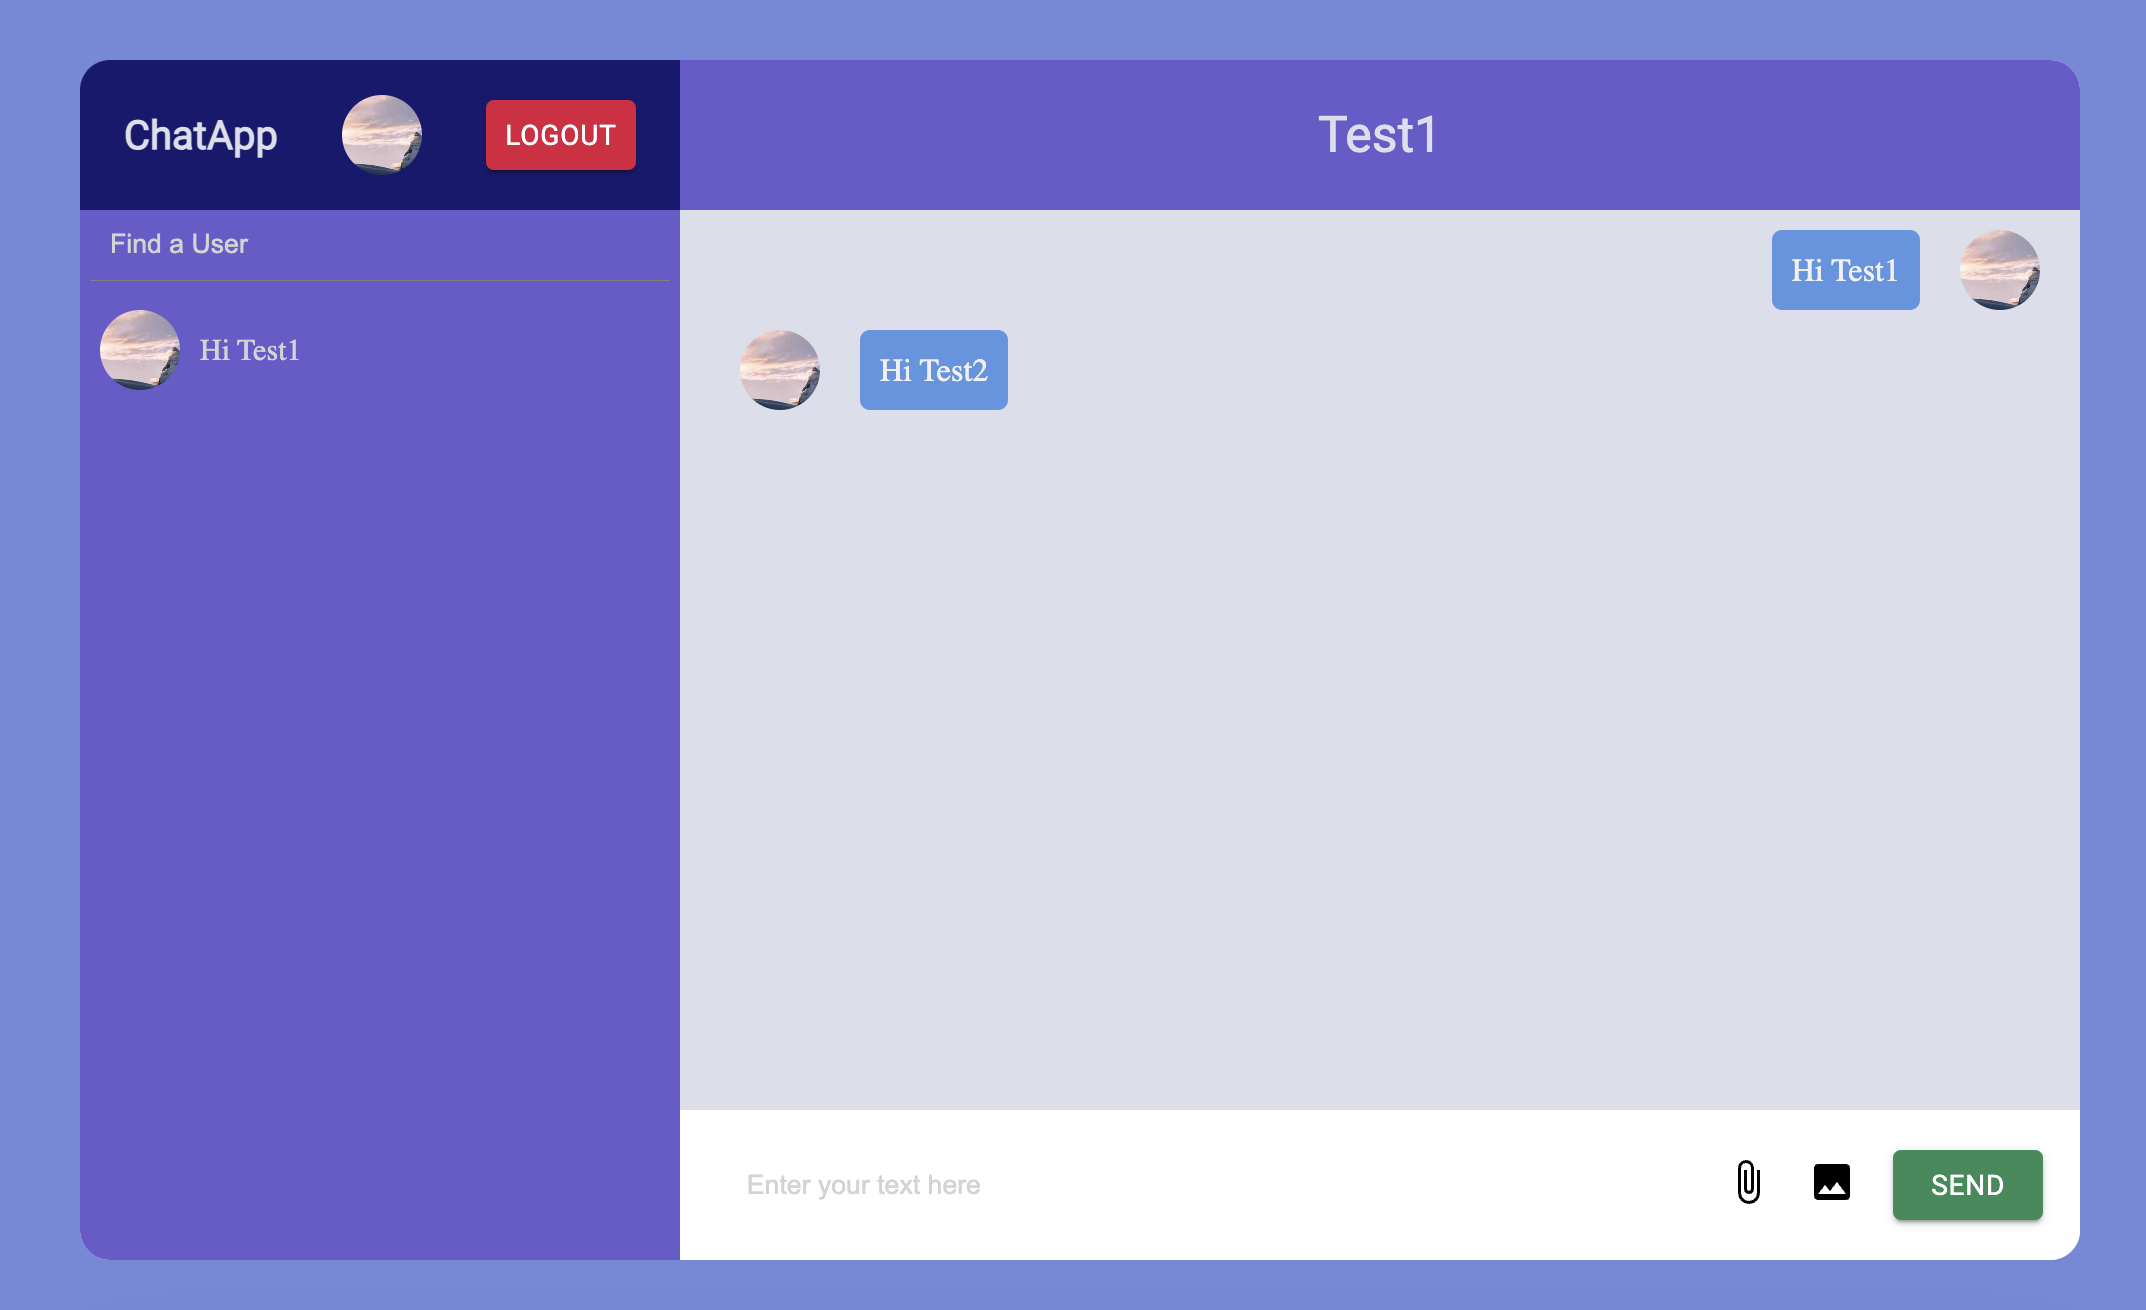 ChatApp
LOGOUT
Test1
Find a User
Hi Test1
Hi Test1
Hi Test2
Enter your text here
SEND